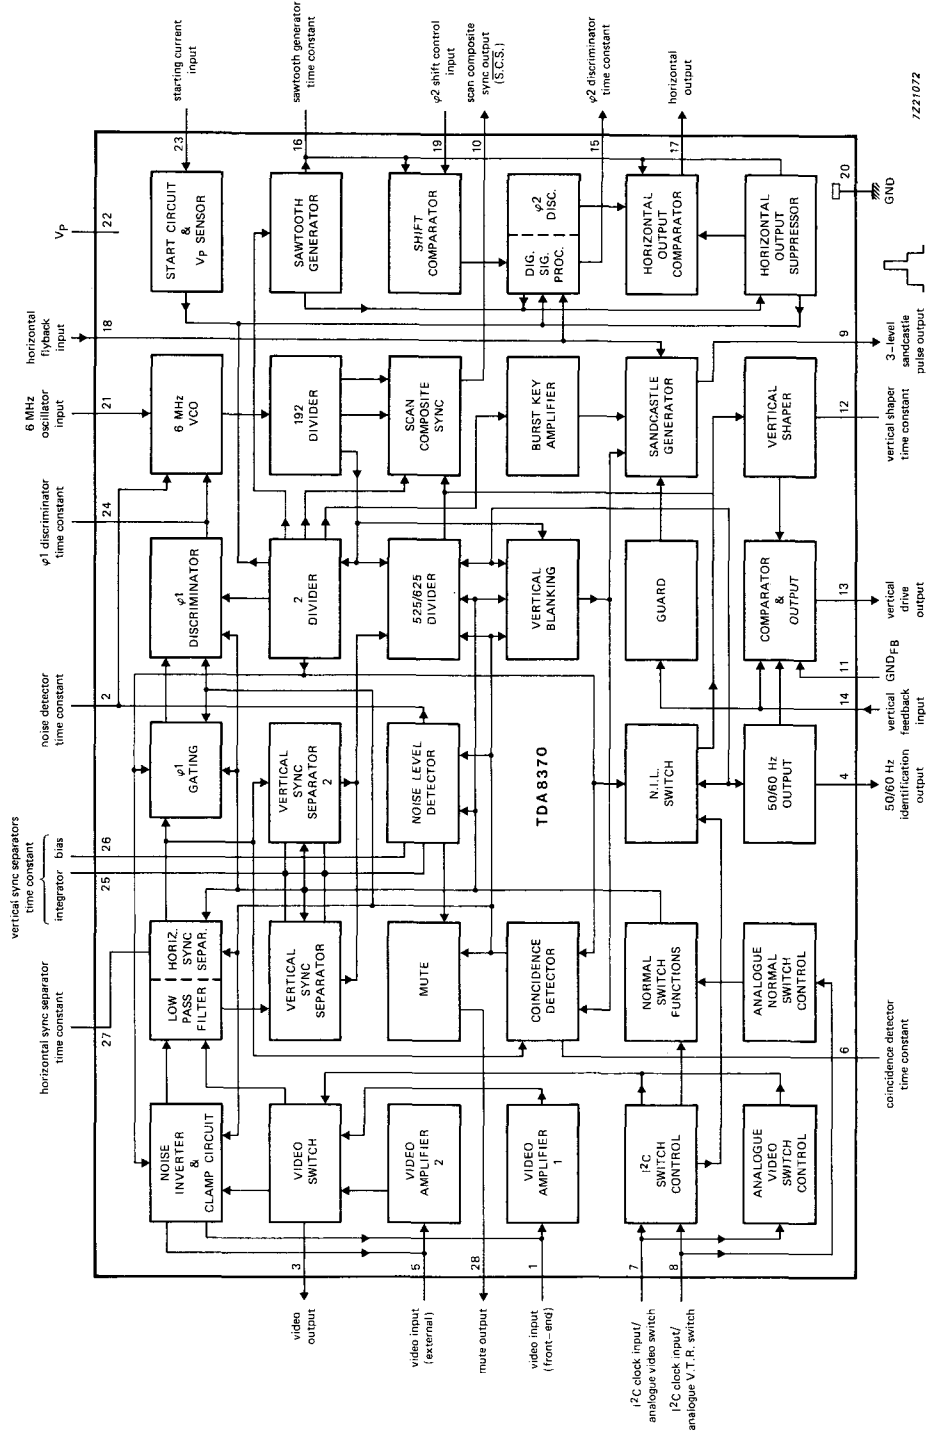 starting current
input
23
START CIRCUIT
&
VP SENSOR
sawtooth generator
time constant
16
SAWTOOTH
GENERATOR
φ2 shift control
input
19
SHIFT
COMPARATOR
scan composite
sync output
(S.C.S.)
10
DIG.
SIG.
PROC.
φ2
DISC.
φ2 discriminator
time constant
15
horizontal
output
17
HORIZONTAL
OUTPUT
COMPARATOR
HORIZONTAL
OUTPUT
SUPPRESSOR
20
GND
7Z21072
VP
22
horizontal
flyback
input
18
6 MHz
oscillator
input
21
6 MHz
VCO
192
DIVIDER
SCAN
COMPOSITE
SYNC
BURST KEY
AMPLIFIER
SANDCASTLE
GENERATOR
VERTICAL
SHAPER
9
3-level
sandcastle
pulse output
12
vertical shaper
time constant
φ1 discriminator
time constant
24
φ1
DISCRIMINATOR
2
DIVIDER
525/625
DIVIDER
VERTICAL
BLANKING
GUARD
COMPARATOR
&
OUTPUT
13
vertical
drive
output
11
GNDFB
14
vertical
feedback
input
noise detector
time constant
2
φ1
GATING
VERTICAL
SYNC
SEPARATOR
2
NOISE LEVEL
DETECTOR
TDA8370
N.I.L.
SWITCH
50/60 Hz
OUTPUT
4
50/60 Hz
identification
output
vertical sync separators
time constant
bias
26
integrator
25
horizontal sync separator
time constant
27
LOW
PASS
FILTER
HORIZ.
SYNC
SEPAR.
VERTICAL
SYNC
SEPARATOR
MUTE
COINCIDENCE
DETECTOR
NORMAL
SWITCH
FUNCTIONS
ANALOGUE
NORMAL
SWITCH
CONTROL
6
coincidence detector
time constant
NOISE
INVERTER
&
CLAMP CIRCUIT
VIDEO
SWITCH
VIDEO
AMPLIFIER
2
VIDEO
AMPLIFIER
1
I2C
SWITCH
CONTROL
ANALOGUE
VIDEO
SWITCH
CONTROL
3
video
output
5
video input
(external)
28
mute output
1
video input
(front-end)
7
I2C clock input/
analogue video switch
8
I2C clock input/
analogue V.T.R. switch